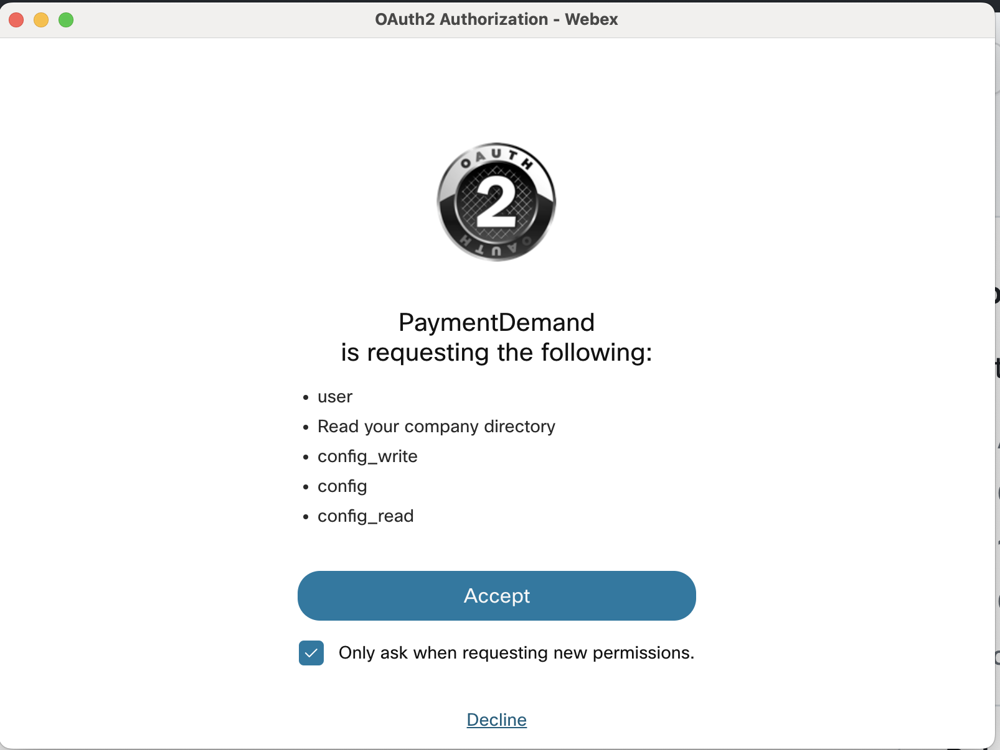 OAuth2 Authorization - Webex
OAUTH
2
OAUTH
PaymentDemand
is requesting the following:
• user
• Read your company directory
• config_write
• config
• config_read
Accept
Only ask when requesting new permissions.
Decline